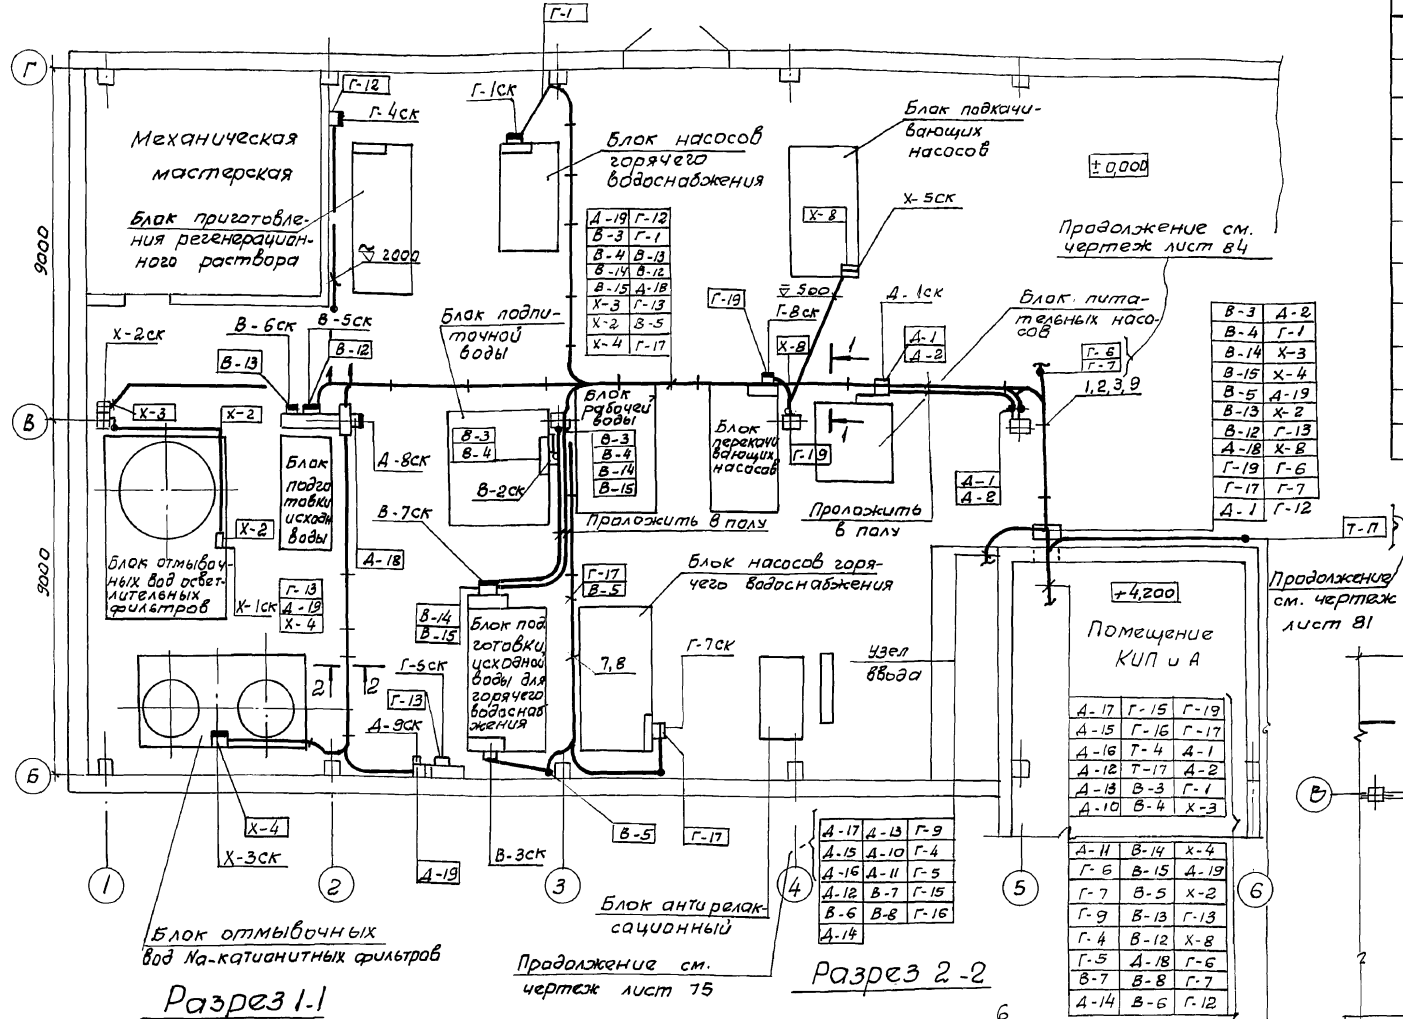 Г-1
Г
Г-12
Г-4ск
Г-1ск
Механическая
мастерская
Блок насосов
горячего
водоснабжения
Блок подкачи-
вающих
насосов
±0,000
Х-8
Х-5ск
Блок приготовле-
ния регенерацион-
ного раствора
2000
9000
Продолжение см.
чертеж лист 84
Д-19 Г-12
В-3 Г-1
В-4 В-13
В-14 В-12
В-15 Д-18
Х-3 Г-13
Х-2 В-5
Х-4 Г-17
Х-2ск
В-6ск
В-5ск
В-13
В-12
Блок подпи-
точной
воды
Г-19
500
Г-8ск
Х-8
Д-1ск
1
Д-1
Д-2
Блок пита-
тельных насо-
сов
Г-6
Г-7
1,2,3,9
В-3 Д-2
В-4 Г-1
В-14 Х-3
В-15 Х-4
В-5 Д-19
В-13 Х-2
В-12 Г-13
Д-18 Х-8
Г-19 Г-6
Г-17 Г-7
Д-1 Г-12
В
Х-3
Х-2
Д-8ск
В-3
В-4
Блок
рабочей
воды
В-3
В-4
В-14
В-15
Блок
перекачи
вающих
насосов
1
Г-19
Д-1
Д-2
Блок
подго
товки
исходн
воды
В-2ск
В-7ск
Проложить в полу
Проложить
в полу
Т-П
Х-2
Д-18
Блок отмывоч-
ных вод освет-
лительных
фильтров
Х-1ск
Г-13
Д-19
Х-4
9000
Г-17
В-5
Блок насосов горя-
чего водоснабжения
Продолжение
см. чертеж
лист 81
+4,200
Помещение
КИП и А
В-14
В-15
Блок под
готовки
исходной
воды для
горячего
водоснаб
жения
7,8
Г-7ск
Узел
ввода
2 2
Г-5ск
Г-13
Д-9ск
Д-17 Г-15 Г-19
Д-15 Г-16 Г-17
Д-16 Т-4 Д-1
Д-12 Т-17 Д-2
Д-13 В-3 Г-1
Д-10 В-4 Х-3
Б
В
Х-4
Х-3ск
Д-19
В-3ск
В-5
Г-17
Д-17 Д-13 Г-9
Д-15 Д-10 Г-4
Д-16 Д-11 Г-5
Д-12 В-7 Г-15
В-6 В-8 Г-16
Д-14
Д-11 В-14 Х-4
Г-6 В-15 Д-19
Г-7 В-5 Х-2
Г-9 В-13 Г-13
Г-4 В-12 Х-8
Г-5 Д-18 Г-6
В-7 В-8 Г-7
Д-14 В-6 Г-12
1 2 3 4 5 6
Блок отмывочных
вод Na-катионитных фильтров
Блок антирелак-
сационный
Продолжение см.
чертеж лист 75
Разрез 1-1
Разрез 2-2
6